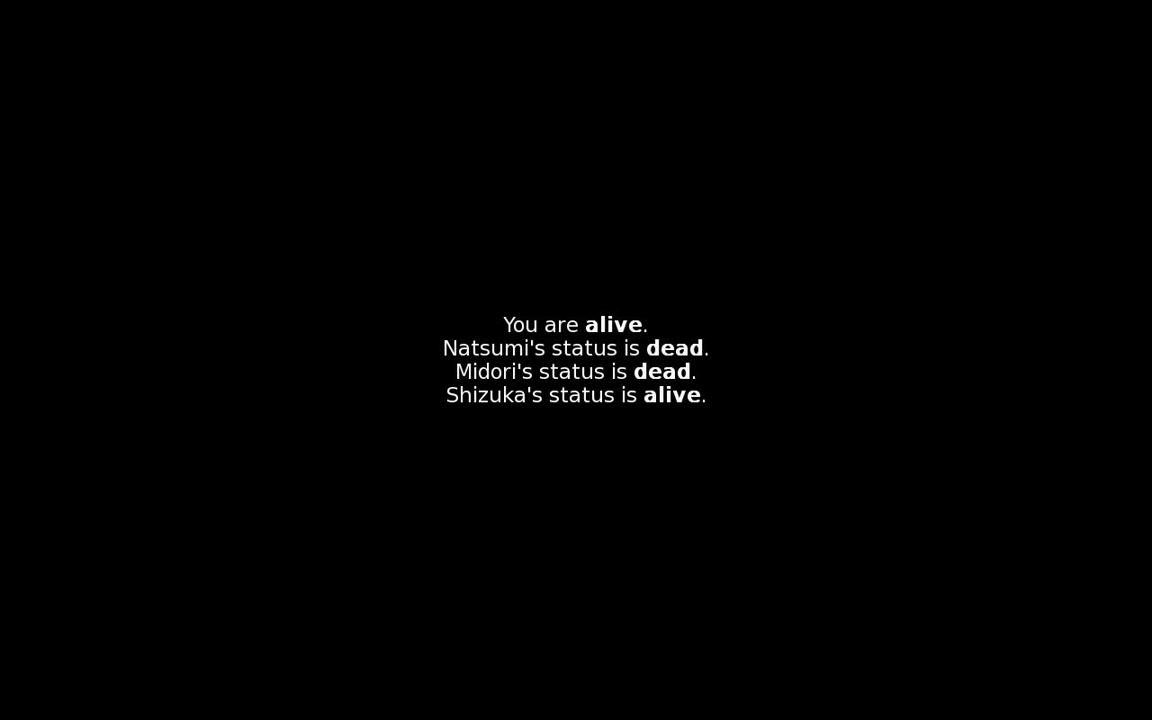 You are alive.
Natsumi's status is dead.
Midori's status is dead.
Shizuka's status is alive.